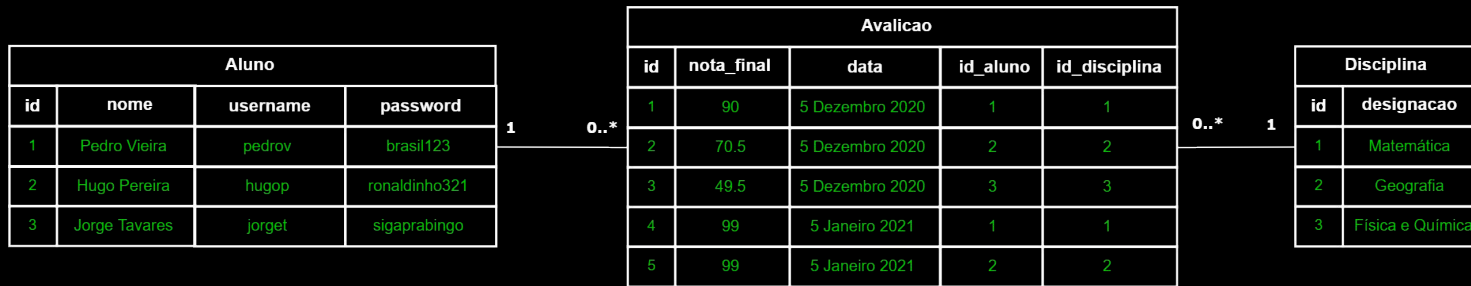 Aluno
id nome username password
1 Pedro Vieira pedrov brasil123
2 Hugo Pereira hugop ronaldinho321
3 Jorge Tavares jorget sigaprabingo
1 0..*
Avalicao
id nota_final data id_aluno id_disciplina
1 90 5 Dezembro 2020 1 1
2 70.5 5 Dezembro 2020 2 2
3 49.5 5 Dezembro 2020 3 3
4 99 5 Janeiro 2021 1 1
5 99 5 Janeiro 2021 2 2
0..* 1
Disciplina
id designacao
1 Matemática
2 Geografia
3 Física e Química